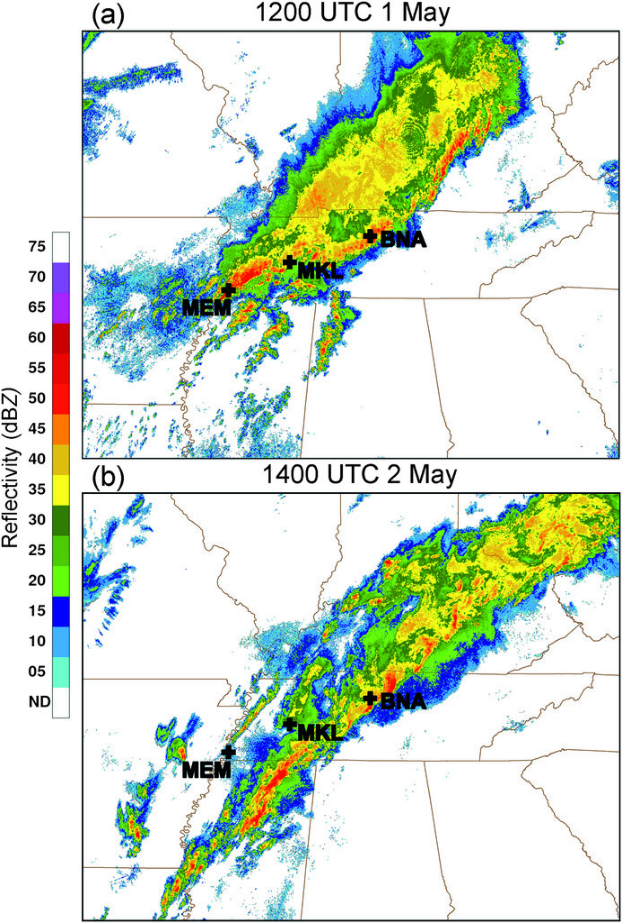 (a)
1200 UTC 1 May
BNA
MKL
MEM
Reflectivity (dBZ)
75
70
65
60
55
50
45
40
35
30
25
20
15
10
05
ND
(b)
1400 UTC 2 May
BNA
MKL
MEM